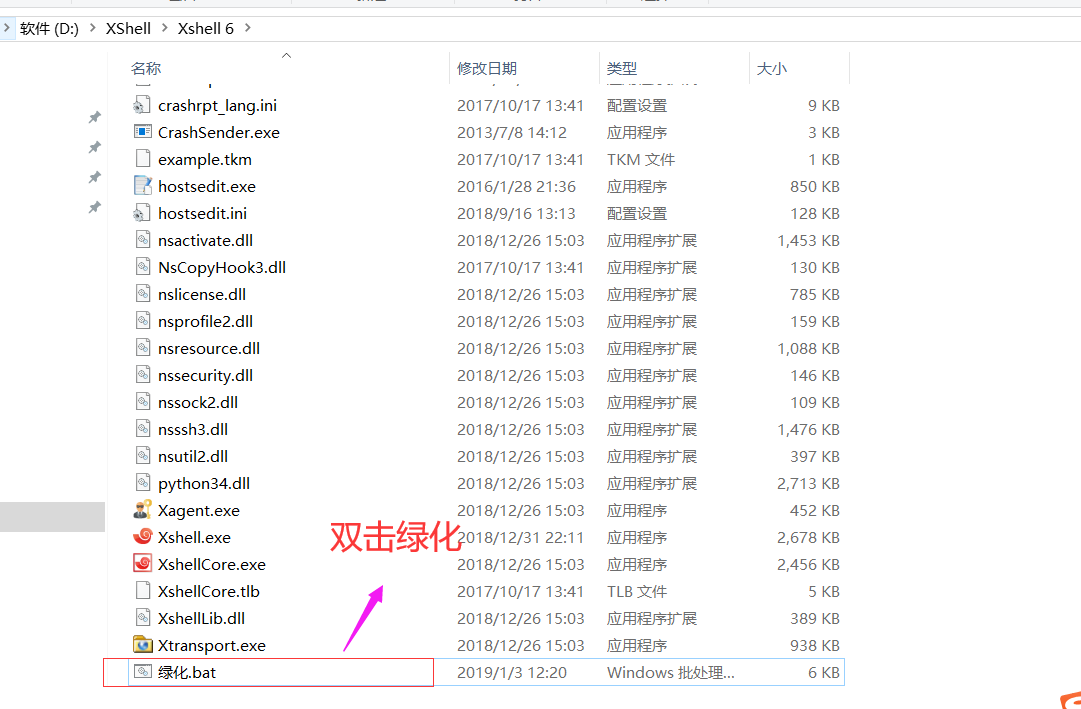 软件 (D:) > XShell > Xshell 6 >
名称 修改日期 类型 大小
crashrpt_lang.ini 2017/10/17 13:41 配置设置 9 KB
CrashSender.exe 2013/7/8 14:12 应用程序 3 KB
example.tkm 2017/10/17 13:41 TKM 文件 1 KB
hostsedit.exe 2016/1/28 21:36 应用程序 850 KB
hostsedit.ini 2018/9/16 13:13 配置设置 128 KB
nsactivate.dll 2018/12/26 15:03 应用程序扩展 1,453 KB
NsCopyHook3.dll 2017/10/17 13:41 应用程序扩展 130 KB
nslicense.dll 2018/12/26 15:03 应用程序扩展 785 KB
nsprofile2.dll 2018/12/26 15:03 应用程序扩展 159 KB
nsresource.dll 2018/12/26 15:03 应用程序扩展 1,088 KB
nssecurity.dll 2018/12/26 15:03 应用程序扩展 146 KB
nssock2.dll 2018/12/26 15:03 应用程序扩展 109 KB
nsssh3.dll 2018/12/26 15:03 应用程序扩展 1,476 KB
nsutil2.dll 2018/12/26 15:03 应用程序扩展 397 KB
python34.dll 2018/12/26 15:03 应用程序扩展 2,713 KB
Xagent.exe 2018/12/26 15:03 应用程序 452 KB
双击绿化
Xshell.exe 2018/12/31 22:11 应用程序 2,678 KB
XshellCore.exe 2018/12/26 15:03 应用程序 2,456 KB
XshellCore.tlb 2017/10/17 13:41 TLB 文件 5 KB
XshellLib.dll 2018/12/26 15:03 应用程序扩展 389 KB
Xtransport.exe 2018/12/26 15:03 应用程序 938 KB
绿化.bat 2019/1/3 12:20 Windows 批处理... 6 KB